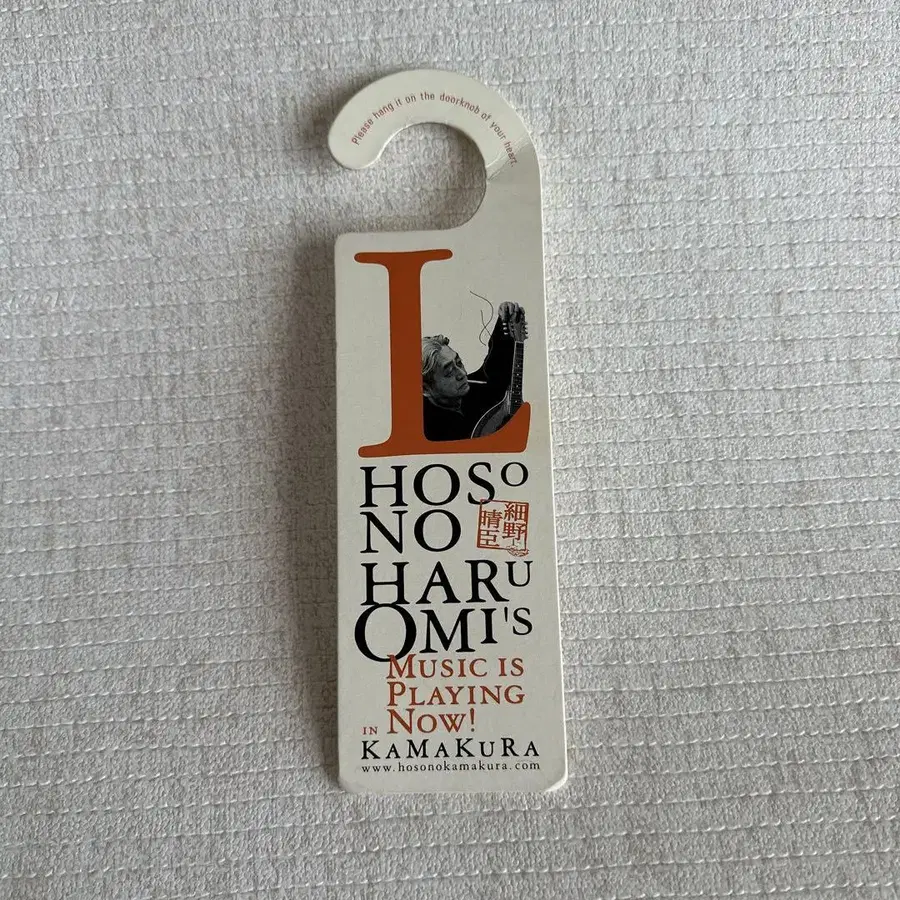 Please hang it on the doorknob of your heart.
L
HOSO
NO
細野
晴臣
HARU
OMI'S
MUSIC IS
PLAYING
IN NOW!
KAMAKURA
www.hosonokamakura.com